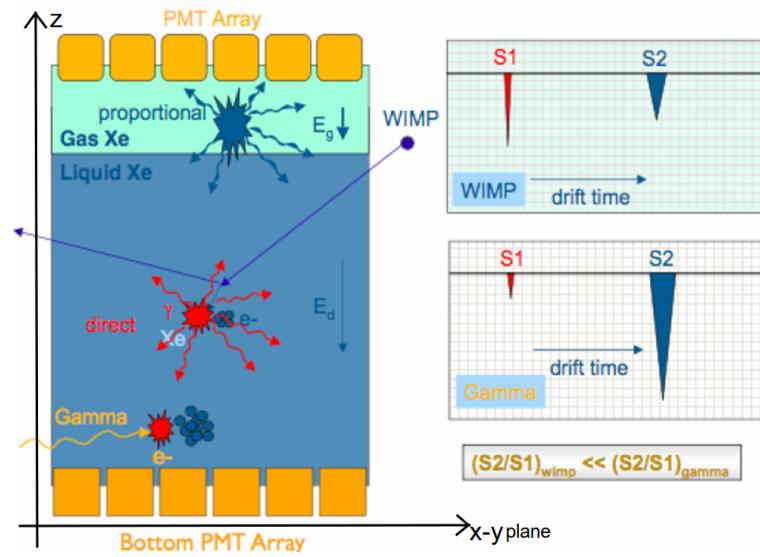 z
PMT Array
proportional
Gas Xe
Eg
WIMP
Liquid Xe
γ
e-
direct
Xe
Ed
Gamma
e-
Bottom PMT Array
x-y plane
S1 S2
WIMP
drift time
S1 S2
drift time
Gamma
(S2/S1)wimp << (S2/S1)gamma